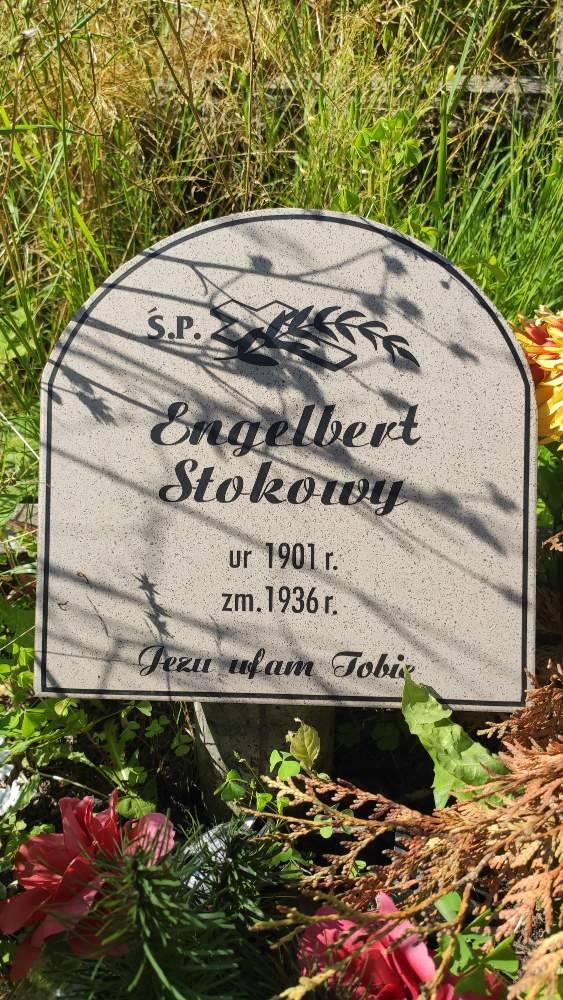 Ś.P.
Engelbert
Stokowy
ur 1901 r.
zm. 1936 r.
Jezu ufam Tobie